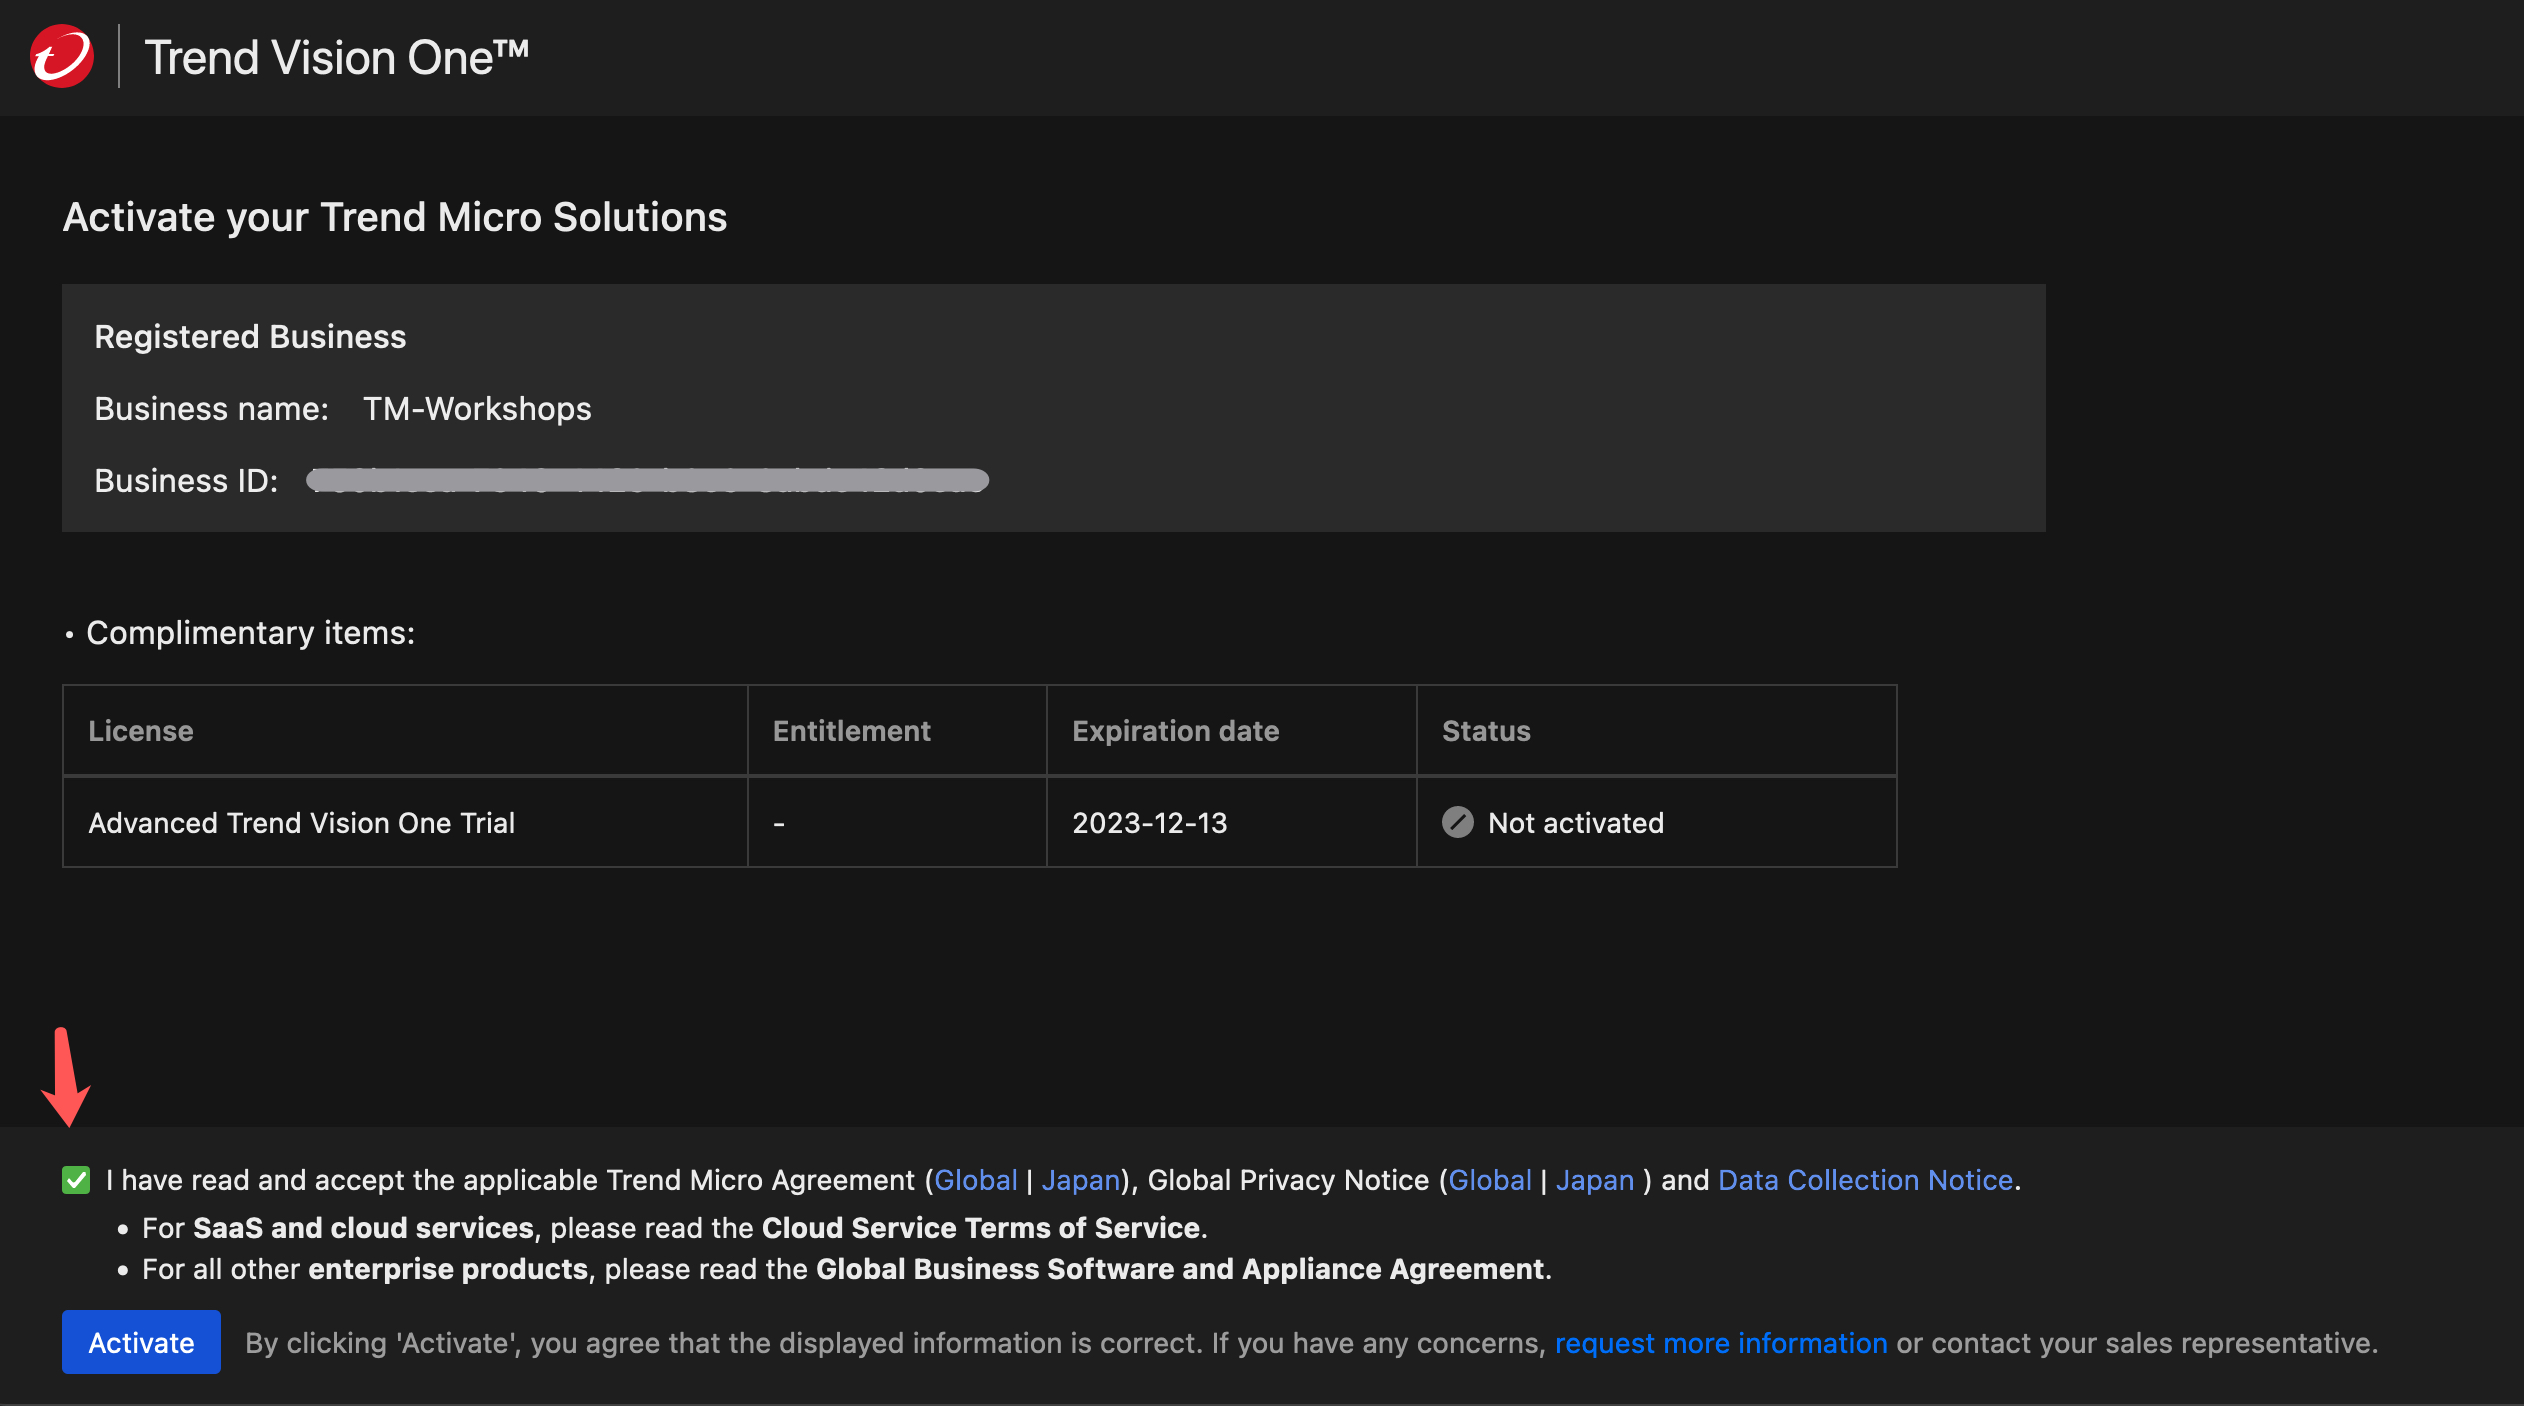 Trend Vision One™
Activate your Trend Micro Solutions
Registered Business
Business name: TM-Workshops
Business ID:
• Complimentary items:
License Entitlement Expiration date Status
Advanced Trend Vision One Trial - 2023-12-13 Not activated
I have read and accept the applicable Trend Micro Agreement (Global | Japan), Global Privacy Notice (Global | Japan ) and Data Collection Notice.
• For SaaS and cloud services, please read the Cloud Service Terms of Service.
• For all other enterprise products, please read the Global Business Software and Appliance Agreement.
Activate By clicking 'Activate', you agree that the displayed information is correct. If you have any concerns, request more information or contact your sales representative.